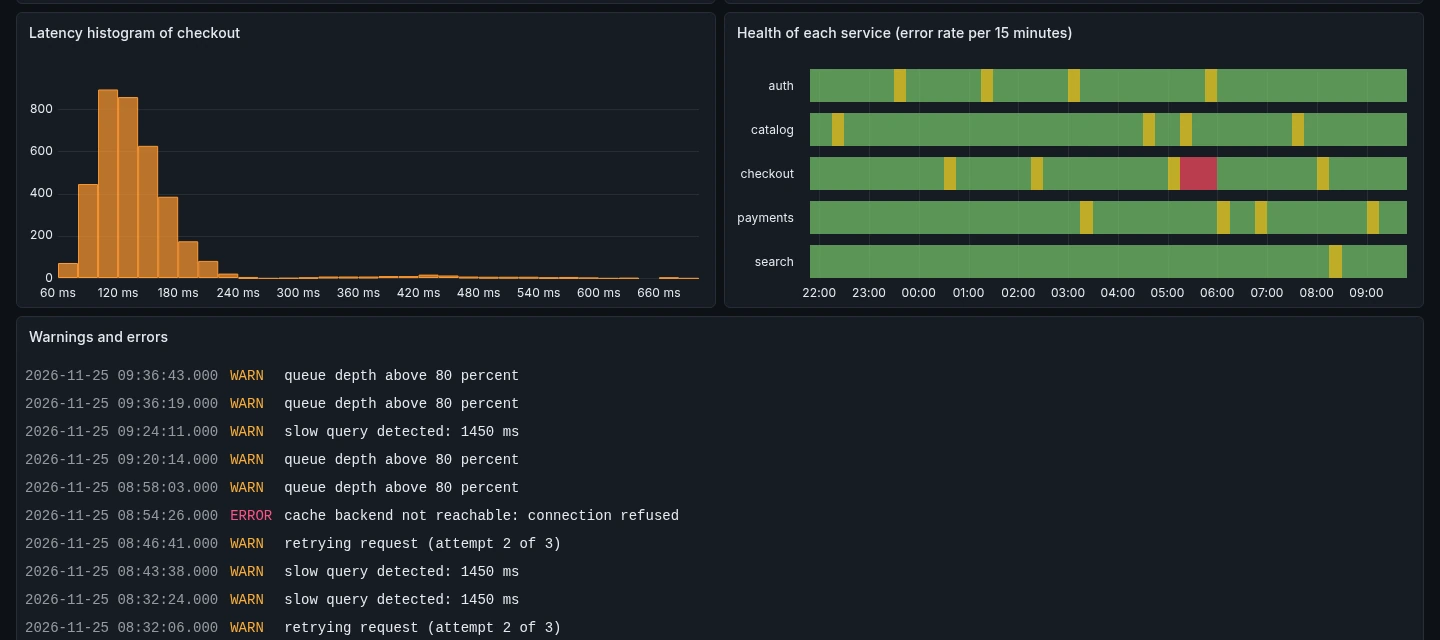 Latency histogram of checkout
800
600
400
200
0
60 ms 120 ms 180 ms 240 ms 300 ms 360 ms 420 ms 480 ms 540 ms 600 ms 660 ms
Health of each service (error rate per 15 minutes)
auth
catalog
checkout
payments
search
22:00 23:00 00:00 01:00 02:00 03:00 04:00 05:00 06:00 07:00 08:00 09:00
Warnings and errors
2026-11-25 09:36:43.000 WARN queue depth above 80 percent
2026-11-25 09:36:19.000 WARN queue depth above 80 percent
2026-11-25 09:24:11.000 WARN slow query detected: 1450 ms
2026-11-25 09:20:14.000 WARN queue depth above 80 percent
2026-11-25 08:58:03.000 WARN queue depth above 80 percent
2026-11-25 08:54:26.000 ERROR cache backend not reachable: connection refused
2026-11-25 08:46:41.000 WARN retrying request (attempt 2 of 3)
2026-11-25 08:43:38.000 WARN slow query detected: 1450 ms
2026-11-25 08:32:24.000 WARN slow query detected: 1450 ms
2026-11-25 08:32:06.000 WARN retrying request (attempt 2 of 3)